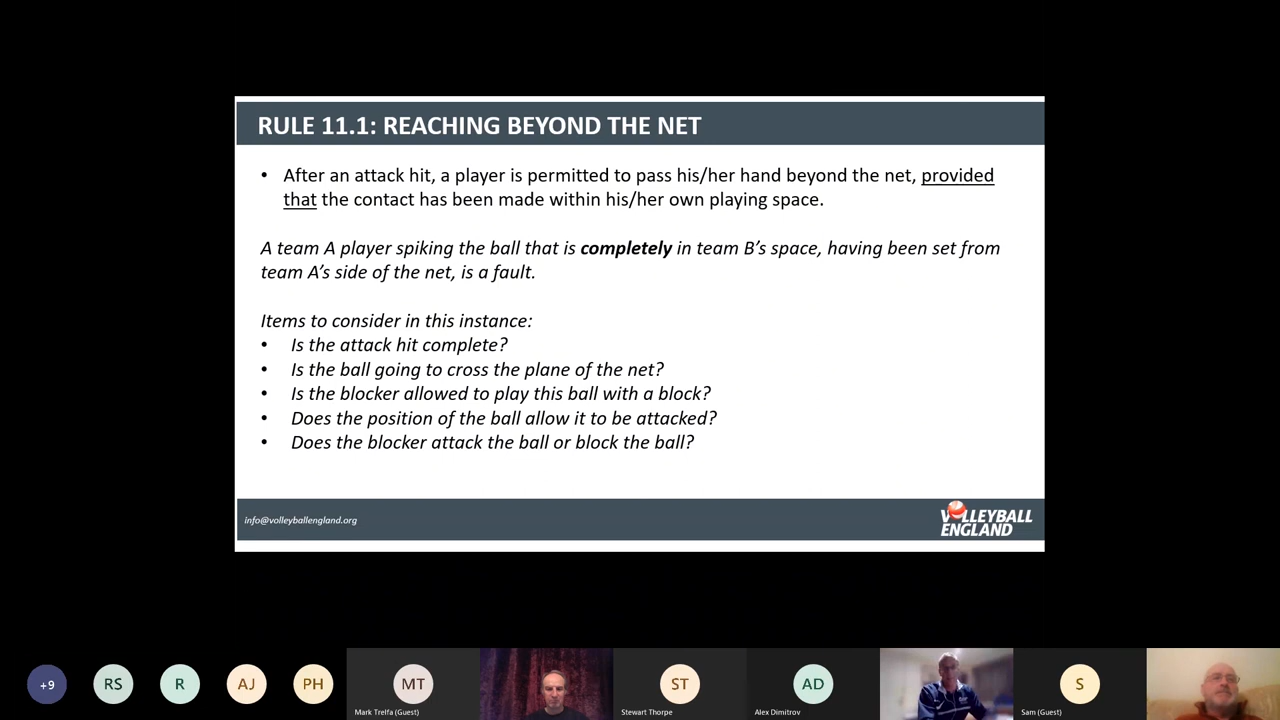 RULE 11.1: REACHING BEYOND THE NET
• After an attack hit, a player is permitted to pass his/her hand beyond the net, provided
that the contact has been made within his/her own playing space.
A team A player spiking the ball that is completely in team B's space, having been set from
team A's side of the net, is a fault.
Items to consider in this instance:
• Is the attack hit complete?
• Is the ball going to cross the plane of the net?
• Is the blocker allowed to play this ball with a block?
• Does the position of the ball allow it to be attacked?
• Does the blocker attack the ball or block the ball?
info@volleyballengland.org
VOLLEYBALL
ENGLAND
+9 RS R AJ PH MT ST AD S
Mark Trelfa (Guest) Stewart Thorpe Alex Dimitrov Sam (Guest)